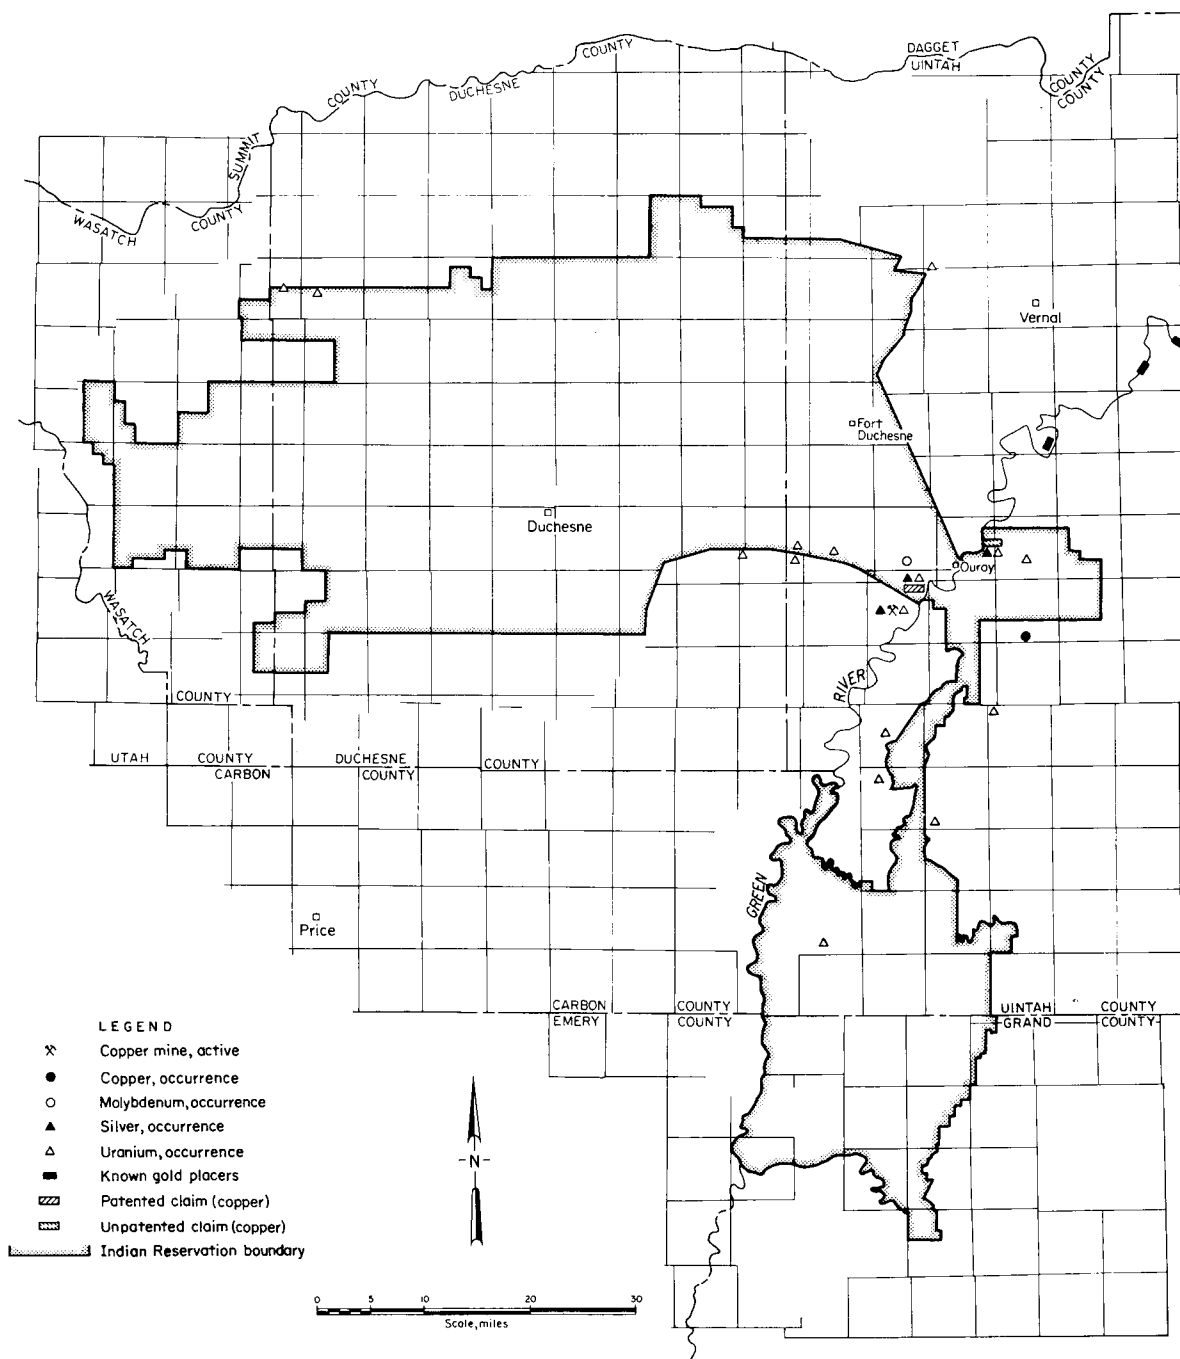 DAGGET
UINTAH
COUNTY
COUNTY
COUNTY
COUNTY
DUCHESNE
SUMMIT
COUNTY
WASATCH
Vernal
Fort
Duchesne
Duchesne
Ouray
WASATCH
COUNTY
RIVER
UTAH COUNTY DUCHESNE COUNTY
CARBON COUNTY
GREEN
Price
CARBON COUNTY
EMERY COUNTY
UINTAH COUNTY
GRAND COUNTY
LEGEND
Copper mine, active
Copper, occurrence
Molybdenum, occurrence
Silver, occurrence
Uranium, occurrence
Known gold placers
Patented claim (copper)
Unpatented claim (copper)
Indian Reservation boundary
N
0 5 10 20 30
Scale, miles